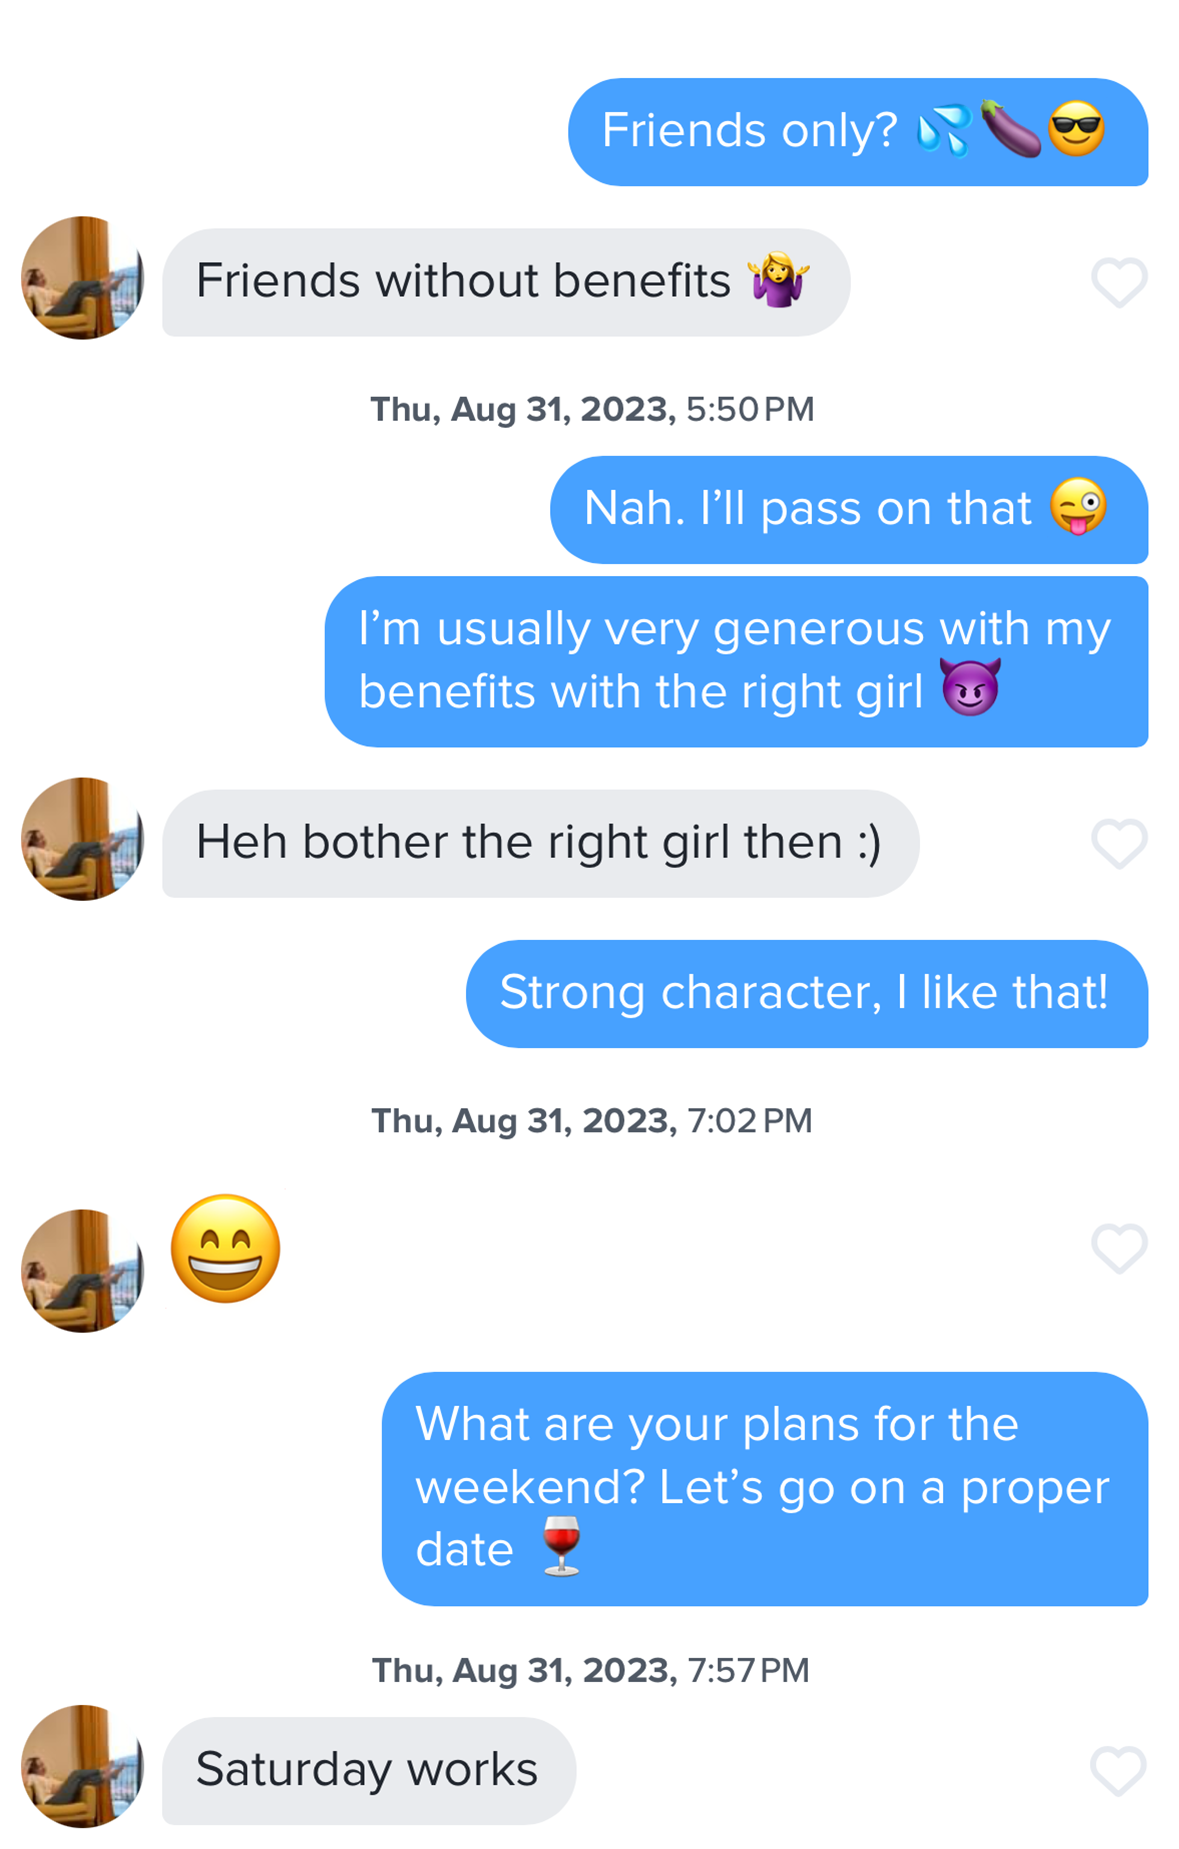 Friends only? 💦🍆😎
Friends without benefits 🤷‍♀️
Thu, Aug 31, 2023, 5:50 PM
Nah. I’ll pass on that 😜
I’m usually very generous with my
benefits with the right girl 😈
Heh bother the right girl then :)
Strong character, I like that!
Thu, Aug 31, 2023, 7:02 PM
😄
What are your plans for the
weekend? Let’s go on a proper
date 🍷
Thu, Aug 31, 2023, 7:57 PM
Saturday works